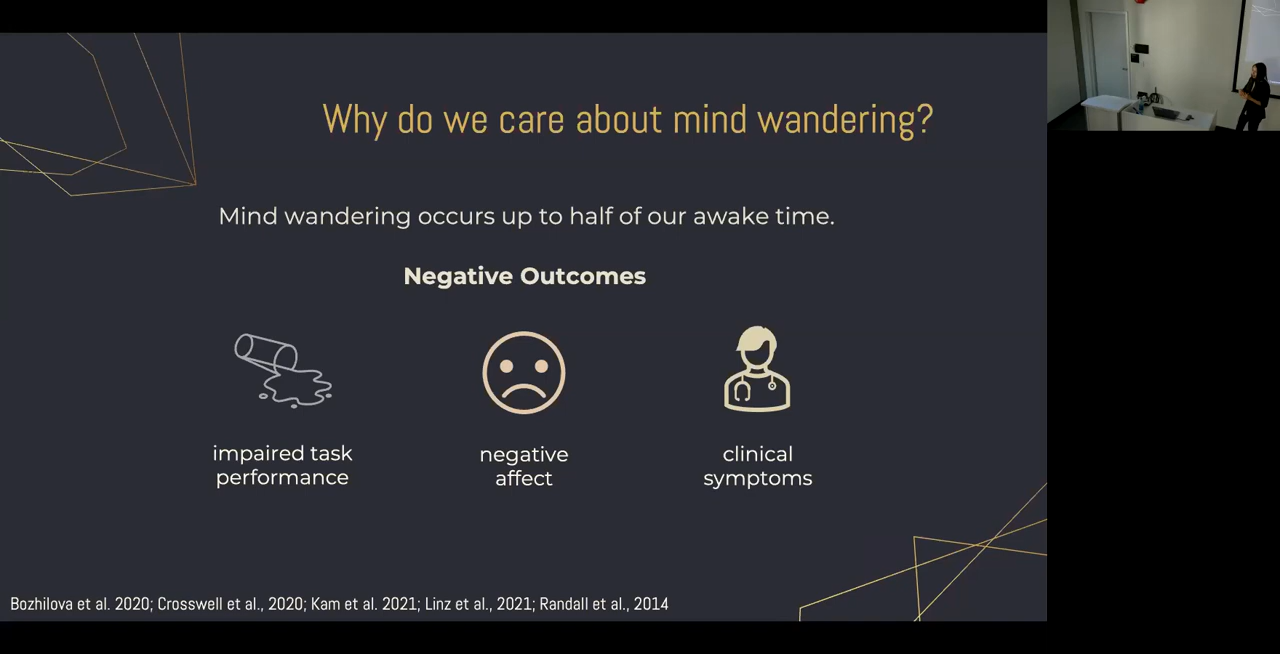 Why do we care about mind wandering?
Mind wandering occurs up to half of our awake time.
Negative Outcomes
impaired task
performance
negative
affect
clinical
symptoms
Bozhilova et al. 2020; Crosswell et al., 2020; Kam et al. 2021; Linz et al., 2021; Randall et al., 2014